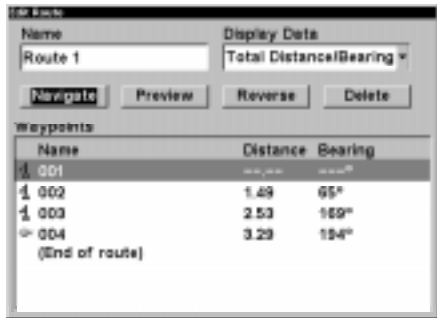 Edit Route
Name Display Data
Route 1 Total Distance/Bearing
Navigate Preview Reverse Delete
Waypoints
Name Distance Bearing
001 --.-- ---°
002 1.49 65°
003 2.53 169°
004 3.29 194°
(End of route)